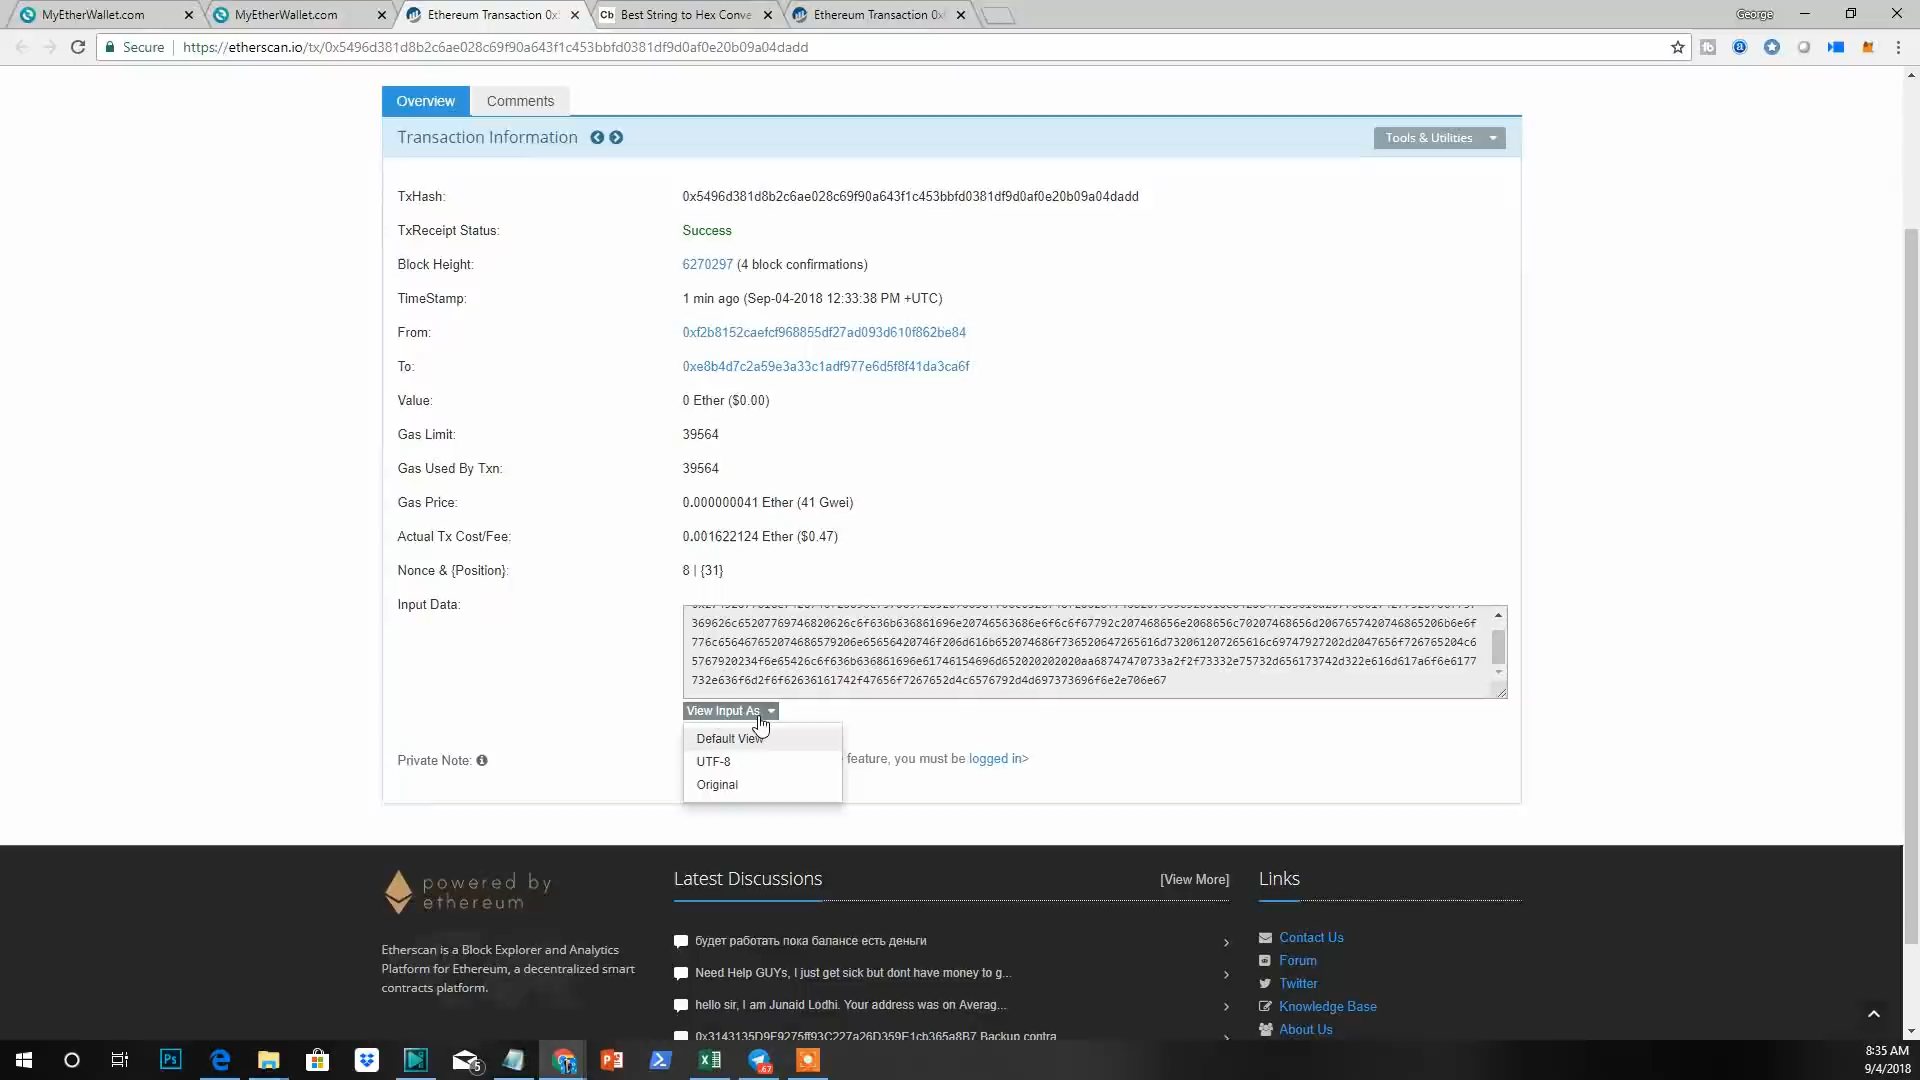 MyEtherWallet.com
MyEtherWallet.com
Ethereum Transaction 0x
Cb Best String to Hex Conve
Ethereum Transaction 0x
George
Secure
https://etherscan.io/tx/0x5496d381d8b2c6ae028c69f90a643f1c453bbfd0381df9d0af0e20b09a04dadd
Overview
Comments
Transaction Information
Tools & Utilities
TxHash:
0x5496d381d8b2c6ae028c69f90a643f1c453bbfd0381df9d0af0e20b09a04dadd
TxReceipt Status:
Success
Block Height:
6270297 (4 block confirmations)
TimeStamp:
1 min ago (Sep-04-2018 12:33:38 PM +UTC)
From:
0xf2b8152caefcf968855df27ad093d610f862be84
To:
0xe8b4d7c2a59e3a33c1adf977e6d5f8f41da3ca6f
Value:
0 Ether ($0.00)
Gas Limit:
39564
Gas Used By Txn:
39564
Gas Price:
0.000000041 Ether (41 Gwei)
Actual Tx Cost/Fee:
0.001622124 Ether ($0.47)
Nonce & {Position}:
8 | {31}
Input Data:
View Input As
Default View
UTF-8
Original
Private Note:
feature, you must be logged in>
powered by
ethereum
Etherscan is a Block Explorer and Analytics
Platform for Ethereum, a decentralized smart
contracts platform.
Latest Discussions
[View More]
будет работать пока балансе есть деньги
Need Help GUYs, I just get sick but dont have money to g...
hello sir, I am Junaid Lodhi. Your address was on Averag...
Backup contra
Links
Contact Us
Forum
Twitter
Knowledge Base
About Us
8:35 AM
9/4/2018